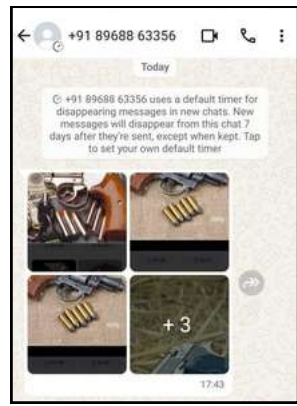 +91 89688 63356
Today
+91 89688 63356 uses a default timer for
disappearing messages in new chats. New
messages will disappear from this chat 7
days after they're sent, except when kept. Tap
to set your own default timer
+ 3
17:43